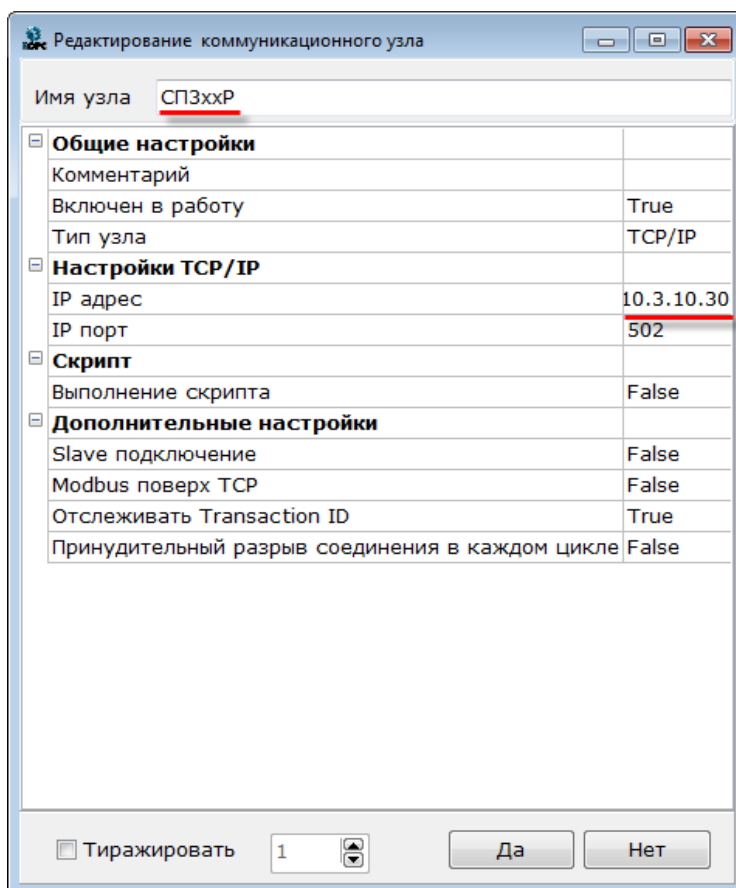 Редактирование коммуникационного узла
Имя узла СП3xxР
Общие настройки
Комментарий
Включен в работу True
Тип узла TCP/IP
Настройки TCP/IP
IP адрес 10.3.10.30
IP порт 502
Скрипт
Выполнение скрипта False
Дополнительные настройки
Slave подключение False
Modbus поверх TCP False
Отслеживать Transaction ID True
Принудительный разрыв соединения в каждом цикле False
Тиражировать 1 Да Нет